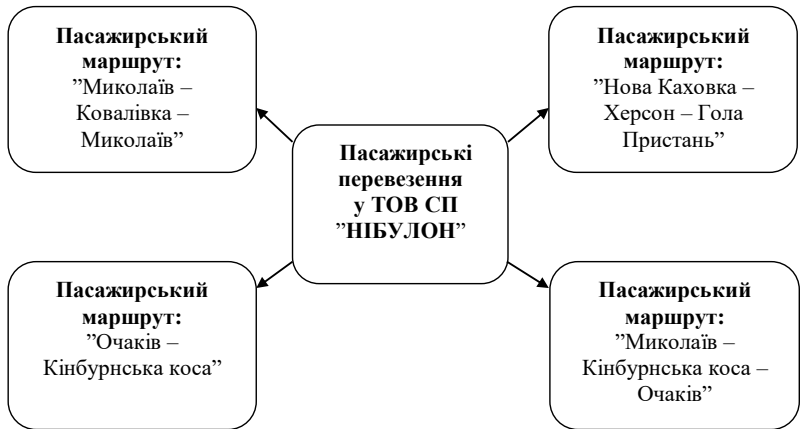 Пасажирський
маршрут:
”Миколаїв –
Ковалівка –
Миколаїв”
Пасажирський
маршрут:
”Нова Каховка –
Херсон – Гола
Пристань”
Пасажирські
перевезення
у ТОВ СП
”НІБУЛОН”
Пасажирський
маршрут:
”Очаків –
Кінбурнська коса”
Пасажирський
маршрут:
”Миколаїв –
Кінбурнська коса –
Очаків”